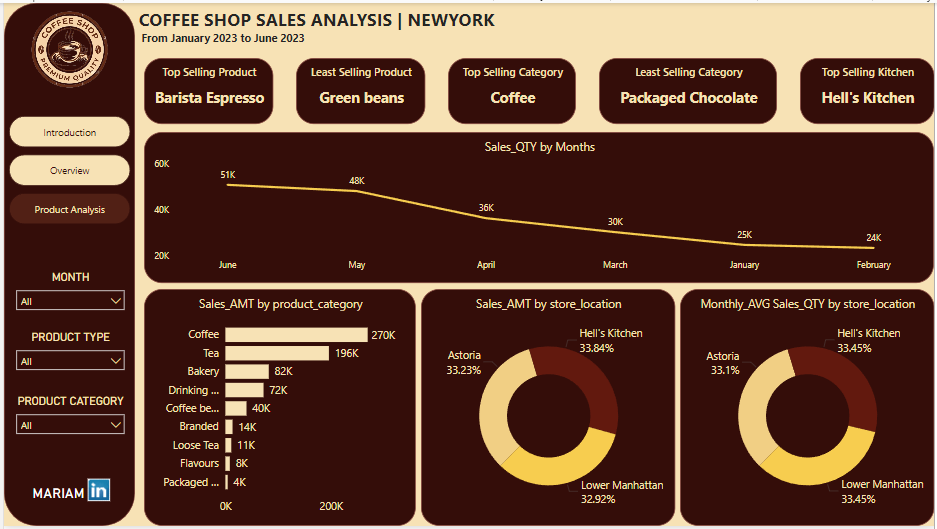 COFFEE SHOP
PREMIUM QUALITY
COFFEE SHOP SALES ANALYSIS | NEWYORK
From January 2023 to June 2023
Introduction
Overview
Product Analysis
MONTH
All
PRODUCT TYPE
All
PRODUCT CATEGORY
All
MARIAM in
Top Selling Product
Barista Espresso
Least Selling Product
Green beans
Top Selling Category
Coffee
Least Selling Category
Packaged Chocolate
Top Selling Kitchen
Hell's Kitchen
Sales_QTY by Months
60K
40K
20K
51K
48K
36K
30K
25K
24K
June
May
April
March
January
February
Sales_AMT by product_category
Coffee 270K
Tea 196K
Bakery 82K
Drinking ... 72K
Coffee be... 40K
Branded 14K
Loose Tea 11K
Flavours 8K
Packaged ... 4K
0K 200K
Sales_AMT by store_location
Hell's Kitchen
33.84%
Astoria
33.23%
Lower Manhattan
32.92%
Monthly_AVG Sales_QTY by store_location
Hell's Kitchen
33.45%
Astoria
33.1%
Lower Manhattan
33.45%